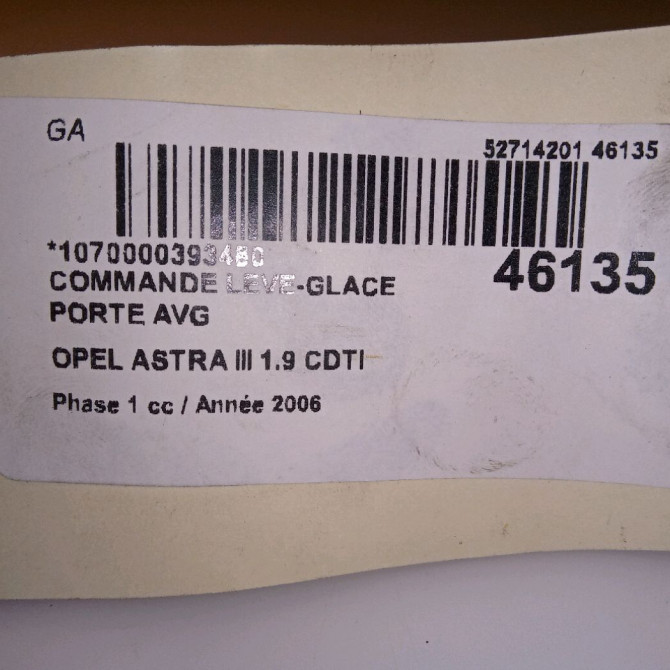 GA
52714201 46135
*1070000393480
46135
COMMANDE LEVE-GLACE
PORTE AVG
OPEL ASTRA III 1.9 CDTI
Phase 1 cc / Année 2006